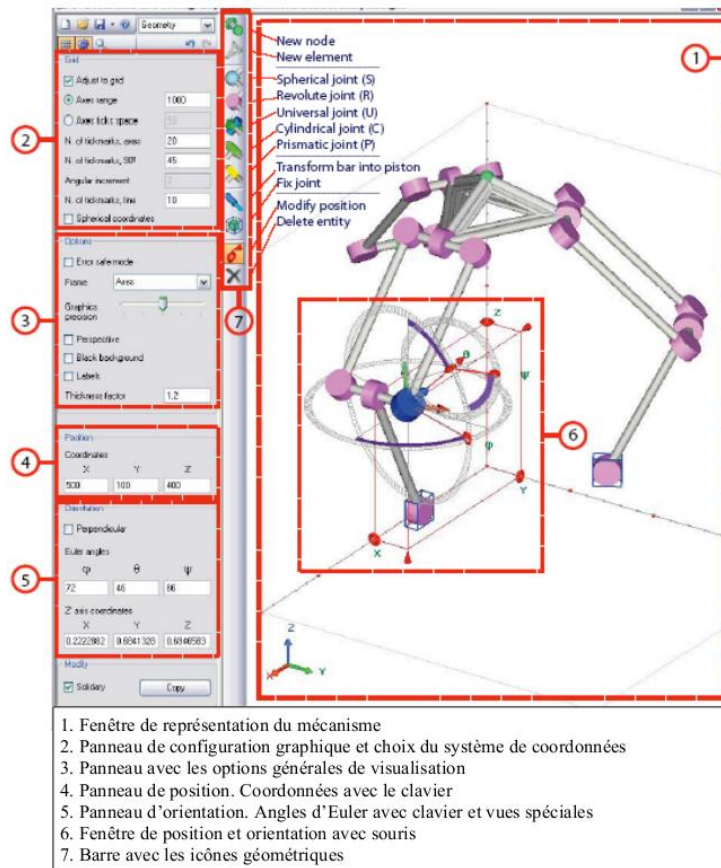 Geometry
Grid
Adjust to grid
Axes range 1000
Axes ticks space 50
N. of tickmarks, axes 20
N. of tickmarks, 90º 45
Angular increment 2
N. of tickmarks, line 10
Spherical coordinates
Options
Error safe mode
Frame Axes
Graphics
precision
Perspective
Black background
Labels
Thickness factor 1.2
Position
Coordinates
X Y Z
500 100 400
Orientation
Perpendicular
Euler angles
φ θ ψ
72 46 86
Z' axis coordinates
X Y Z
0.2222882 0.6841328 0.6946583
Modify
Solidary Copy
New node
New element
Spherical joint (S)
Revolute joint (R)
Universal joint (U)
Cylindrical joint (C)
Prismatic joint (P)
Transform bar into piston
Fix joint
Modify position
Delete entity
1
2
3
4
5
6
7
Z
θ
ψ
φ
Y
X
Z
X
Y
1. Fenêtre de représentation du mécanisme
2. Panneau de configuration graphique et choix du système de coordonnées
3. Panneau avec les options générales de visualisation
4. Panneau de position. Coordonnées avec le clavier
5. Panneau d'orientation. Angles d'Euler avec clavier et vues spéciales
6. Fenêtre de position et orientation avec souris
7. Barre avec les icônes géométriques